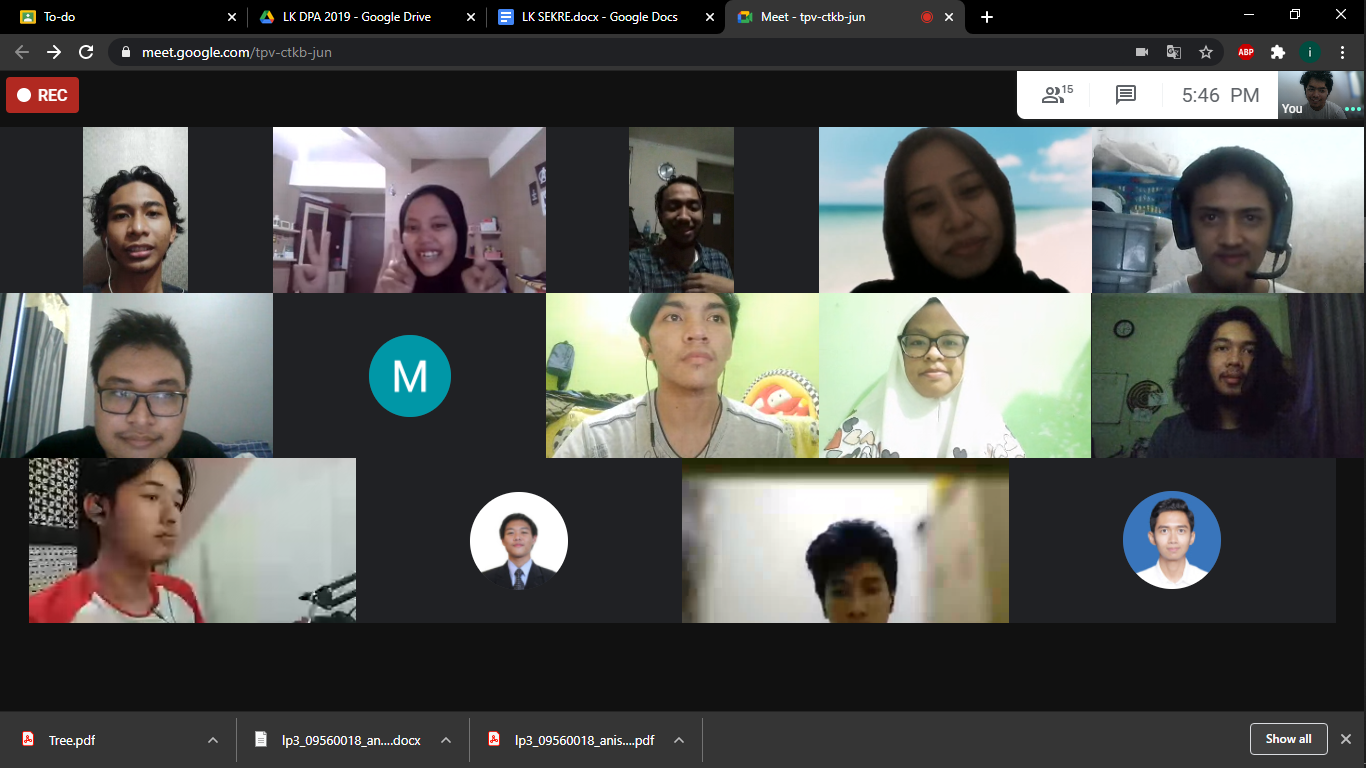 To-do
LK DPA 2019 - Google Drive
LK SEKRE.docx - Google Docs
Meet - tpv-ctkb-jun
meet.google.com/tpv-ctkb-jun
ABP
i
REC
15
5:46 PM
You
M
Tree.pdf
lp3_09560018_an....docx
lp3_09560018_anis....pdf
Show all